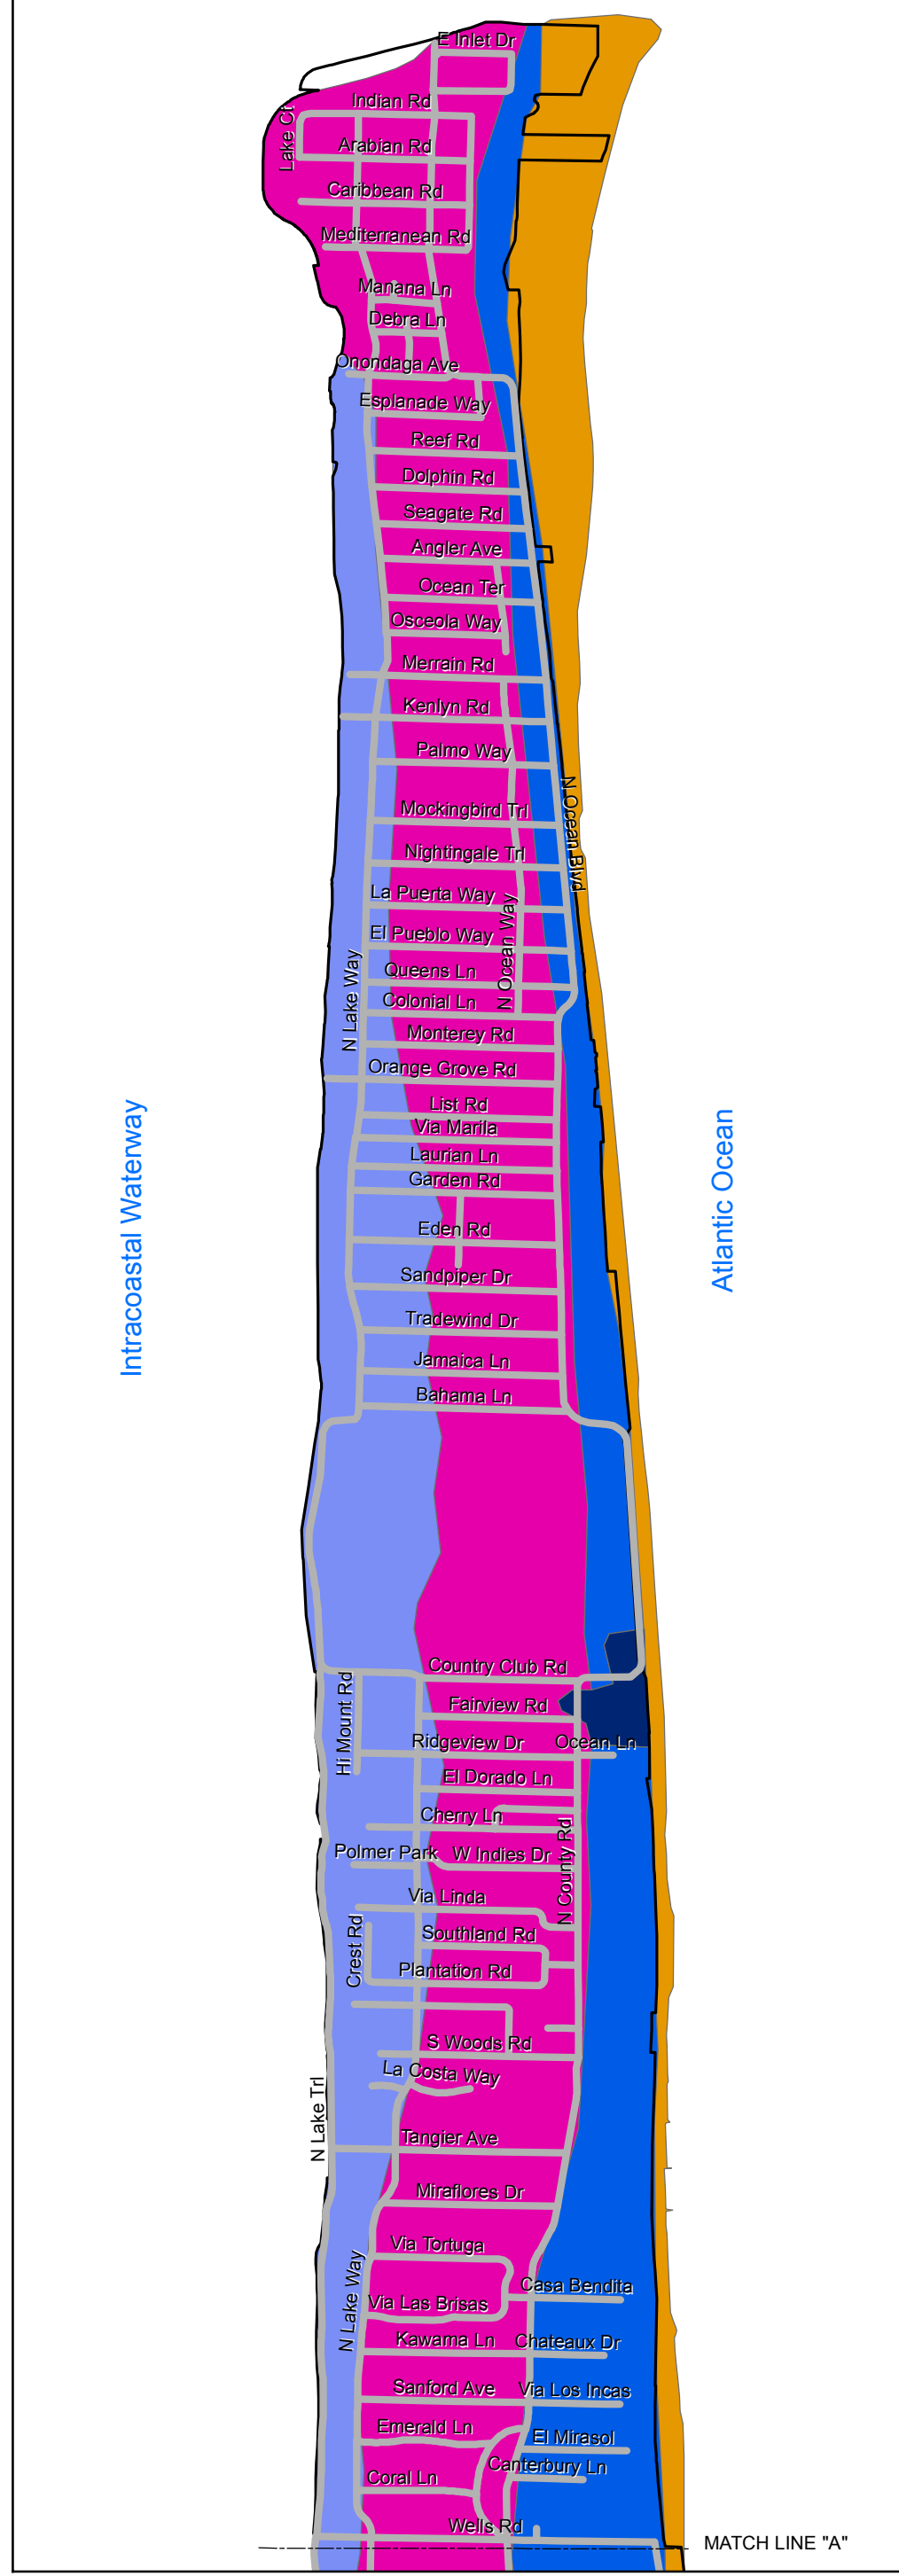 E Inlet Dr
Indian Rd
Lake Ct
Arabian Rd
Caribbean Rd
Mediterranean Rd
Manana Ln
Debra Ln
Onondaga Ave
Esplanade Way
Reef Rd
Dolphin Rd
Seagate Rd
Angler Ave
Ocean Ter
Osceola Way
Merrain Rd
Kenlyn Rd
Palmo Way
N Ocean Blvd
Mockingbird Trl
Nightingale Trl
La Puerta Way
N Ocean Way
El Pueblo Way
N Lake Way
Queens Ln
Colonial Ln
Monterey Rd
Orange Grove Rd
List Rd
Via Marila
Intracoastal Waterway
Atlantic Ocean
Laurian Ln
Garden Rd
Eden Rd
Sandpiper Dr
Tradewind Dr
Jamaica Ln
Bahama Ln
Country Club Rd
Hi Mount Rd
Fairview Rd
Ridgeview Dr
Ocean Ln
El Dorado Ln
Cherry Ln
N County Rd
Polmer Park
W Indies Dr
Via Linda
Crest Rd
Southland Rd
Plantation Rd
S Woods Rd
La Costa Way
N Lake Trl
Tangier Ave
Miraflores Dr
Via Tortuga
N Lake Way
Casa Bendita
Via Las Brisas
Kawama Ln
Chateaux Dr
Sanford Ave
Via Los Incas
Emerald Ln
El Mirasol
Canterbury Ln
Coral Ln
Wells Rd
MATCH LINE "A"